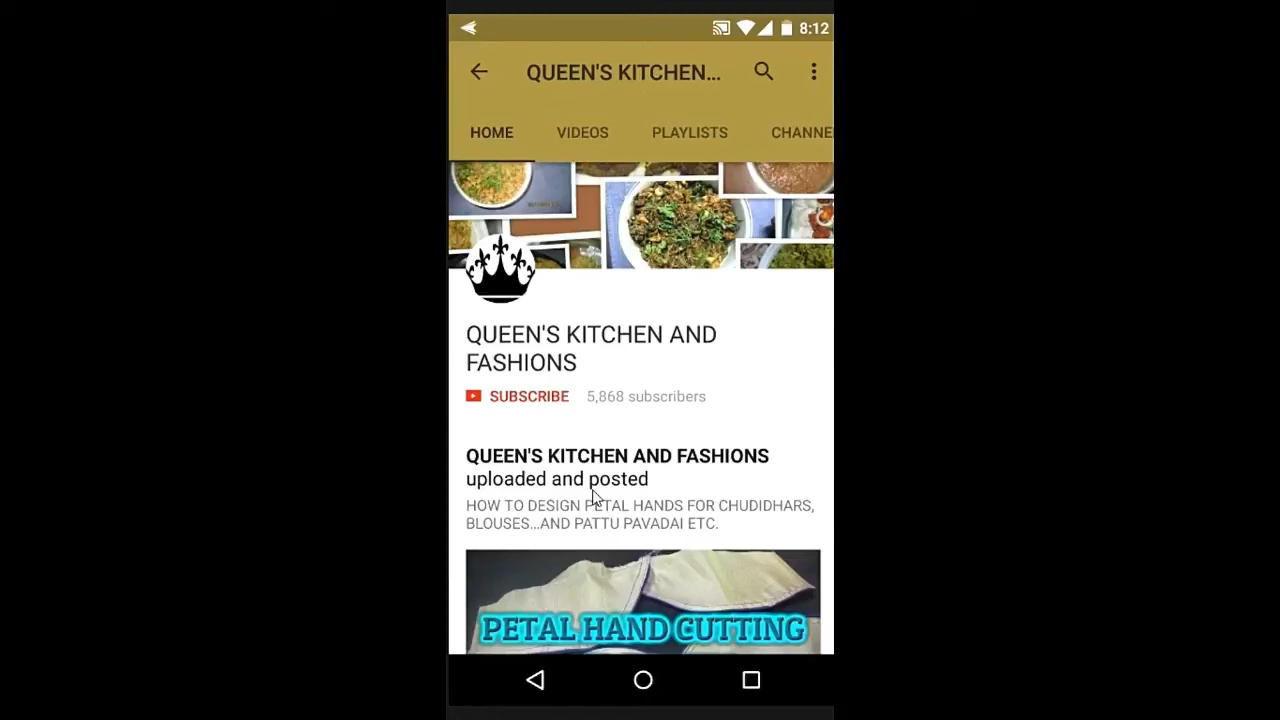 8:12
QUEEN'S KITCHEN...
HOME VIDEOS PLAYLISTS CHANNE
QUEEN'S KITCHEN AND
FASHIONS
SUBSCRIBE 5,868 subscribers
QUEEN'S KITCHEN AND FASHIONS
uploaded and posted
HOW TO DESIGN PETAL HANDS FOR CHUDIDHARS,
BLOUSES...AND PATTU PAVADAI ETC.
PETAL HAND CUTTING